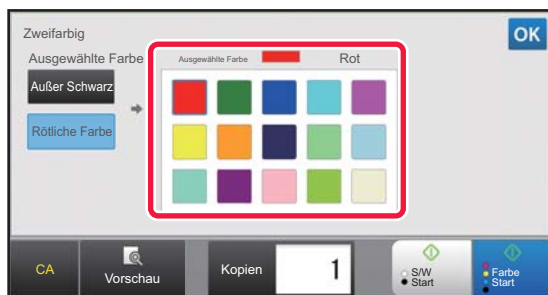 Zweifarbig
OK
Ausgewählte Farbe
Ausgewählte Farbe
Rot
Außer Schwarz
Rötliche Farbe
CA
Vorschau
Kopien
1
S/W
Start
Farbe
Start